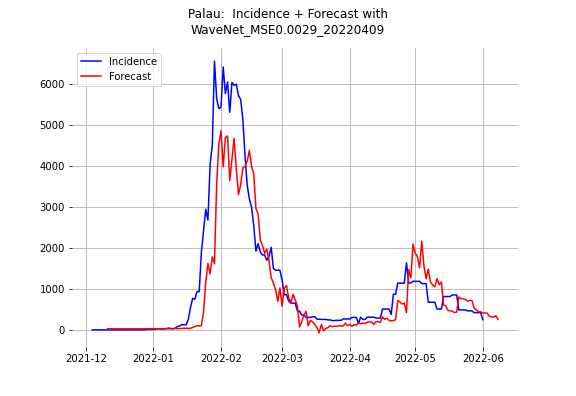 Palau:  Incidence + Forecast with
WaveNet_MSE0.0029_20220409
Incidence
Forecast
6000
5000
4000
3000
2000
1000
0
2021-12 2022-01 2022-02 2022-03 2022-04 2022-05 2022-06